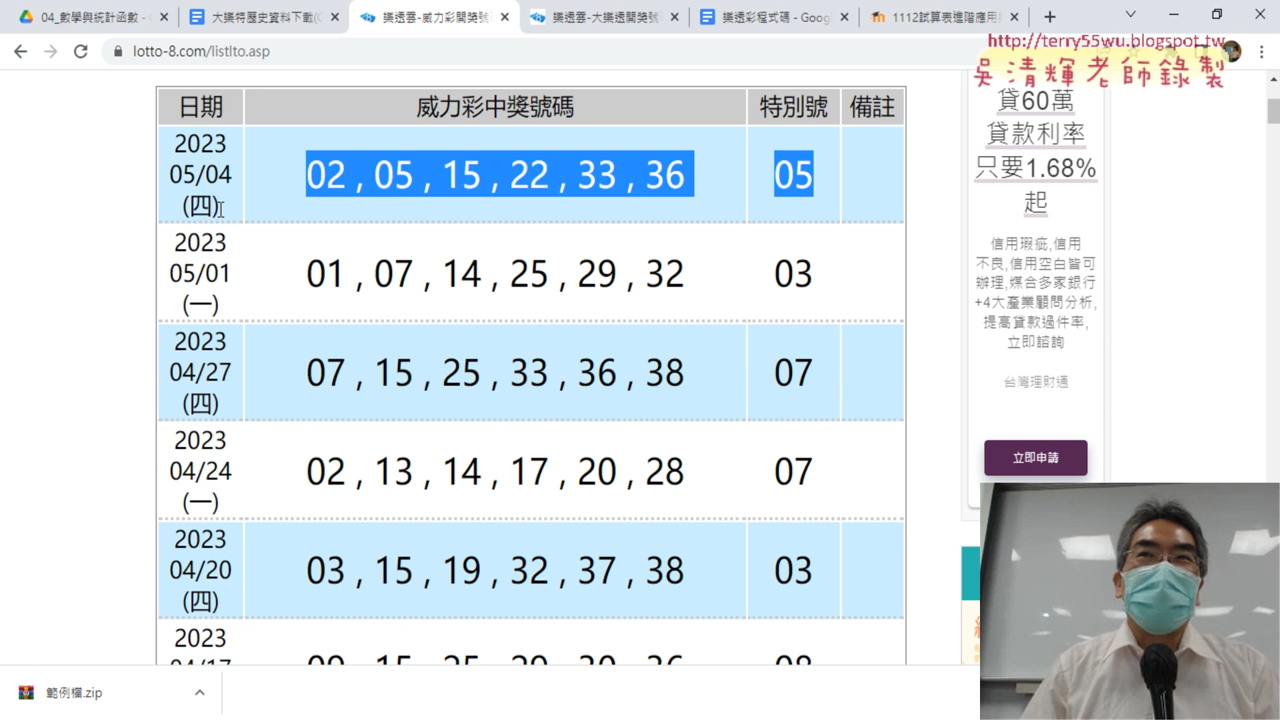 04_數學與統計函數 - G
大樂特歷史資料下載(C
樂透雲-威力彩開獎號
樂透雲-大樂透開獎號
樂透彩程式碼 - Goog
1112試算表進階應用
http://terry55wu.blogspot.tw
lotto-8.com/listlto.asp
吳清輝老師錄製
日期 威力彩中獎號碼 特別號 備註
2023
05/04
(四)
02 , 05 , 15 , 22 , 33 , 36 05
2023
05/01
(一)
01 , 07 , 14 , 25 , 29 , 32 03
2023
04/27
(四)
07 , 15 , 25 , 33 , 36 , 38 07
2023
04/24
(一)
02 , 13 , 14 , 17 , 20 , 28 07
2023
04/20
(四)
03 , 15 , 19 , 32 , 37 , 38 03
2023
貸60萬
貸款利率
只要1.68%
起
信用瑕疵,信用
不良,信用空白皆可
辦理,媒合多家銀行
+4大產業顧問分析,
提高貸款過件率,
立即諮詢
台灣理財通
立即申請
範例檔.zip